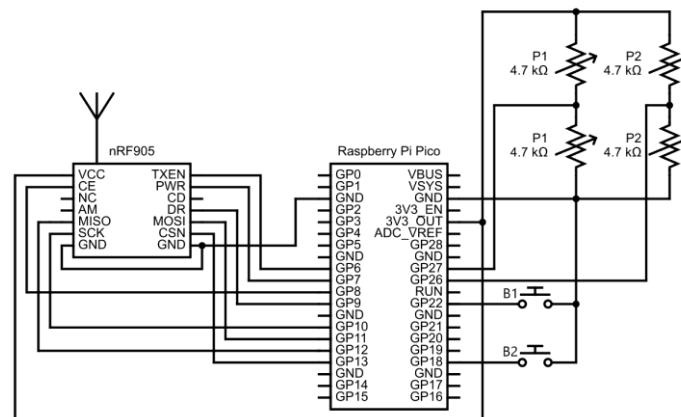 P1
4.7 kΩ
P2
4.7 kΩ
P1
4.7 kΩ
P2
4.7 kΩ
nRF905
VCC TXEN
CE PWR
NC CD
AM DR
MISO MOSI
SCK CSN
GND GND
Raspberry Pi Pico
GP0 VBUS
GP1 VSYS
GND GND
GP2 3V3_EN
GP3 3V3_OUT
GP4 ADC_VREF
GP5 GP28
GND GND
GP6 GP27
GP7 GP26
GP8 RUN
GP9 GP22
GND GND
GP10 GP21
GP11 GP20
GP12 GP19
GP13 GP18
GND GND
GP14 GP17
GP15 GP16
B1
B2